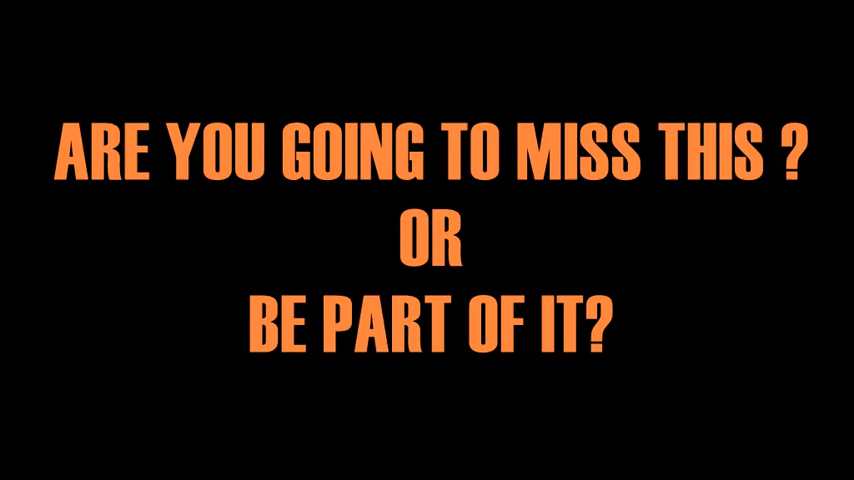 ARE YOU GOING TO MISS THIS ?
OR
BE PART OF IT?